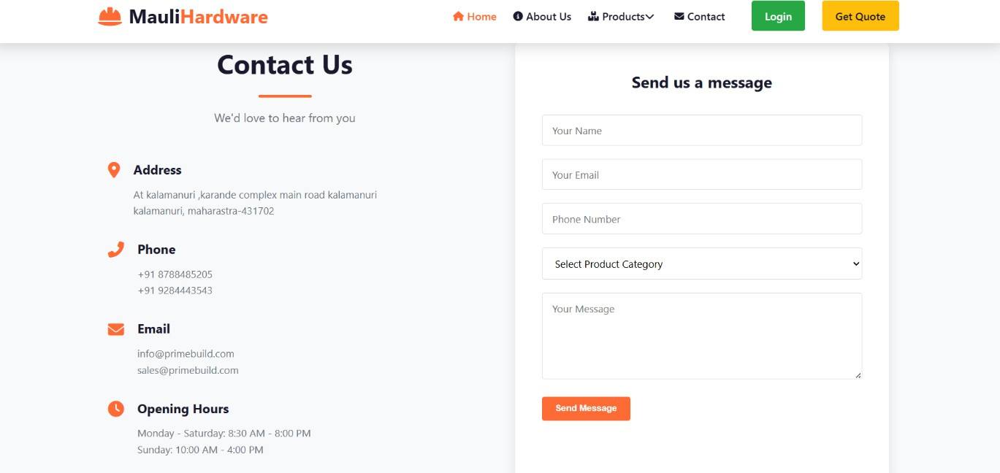 MauliHardware
Home About Us Products Contact Login Get Quote
Contact Us
We'd love to hear from you
Address
At kalamanuri ,karande complex main road kalamanuri
kalamanuri, maharastra-431702
Phone
+91 8788485205
+91 9284443543
Email
info@primebuild.com
sales@primebuild.com
Opening Hours
Monday - Saturday: 8:30 AM - 8:00 PM
Sunday: 10:00 AM - 4:00 PM
Send us a message
Your Name
Your Email
Phone Number
Select Product Category
Your Message
Send Message